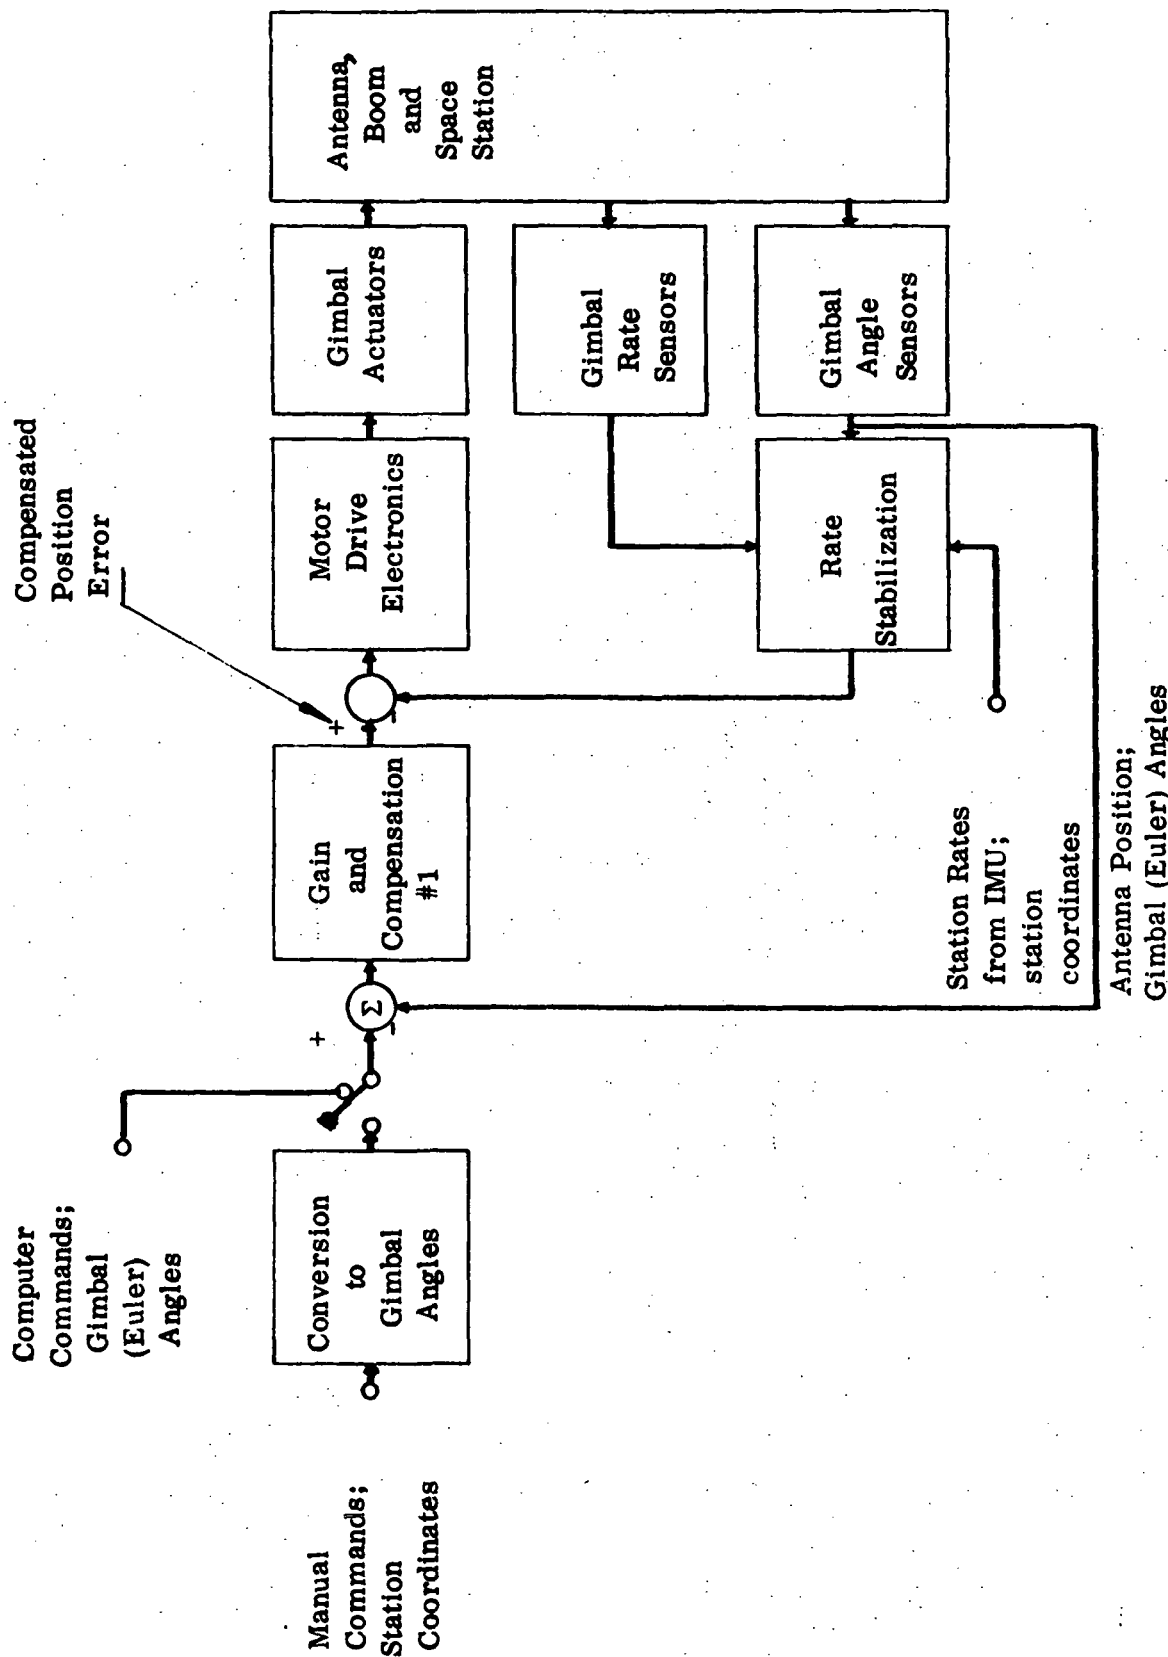 Computer
Commands;
Gimbal
(Euler)
Angles
Compensated
Position
Error
Manual
Commands;
Station
Coordinates
Conversion
to
Gimbal
Angles
+
Σ
-
Gain
and
Compensation
#1
+
-
Motor
Drive
Electronics
Gimbal
Actuators
Antenna,
Boom
and
Space
Station
Gimbal
Rate
Sensors
Gimbal
Angle
Sensors
Rate
Stabilization
Station Rates
from IMU;
station
coordinates
Antenna Position;
Gimbal (Euler) Angles